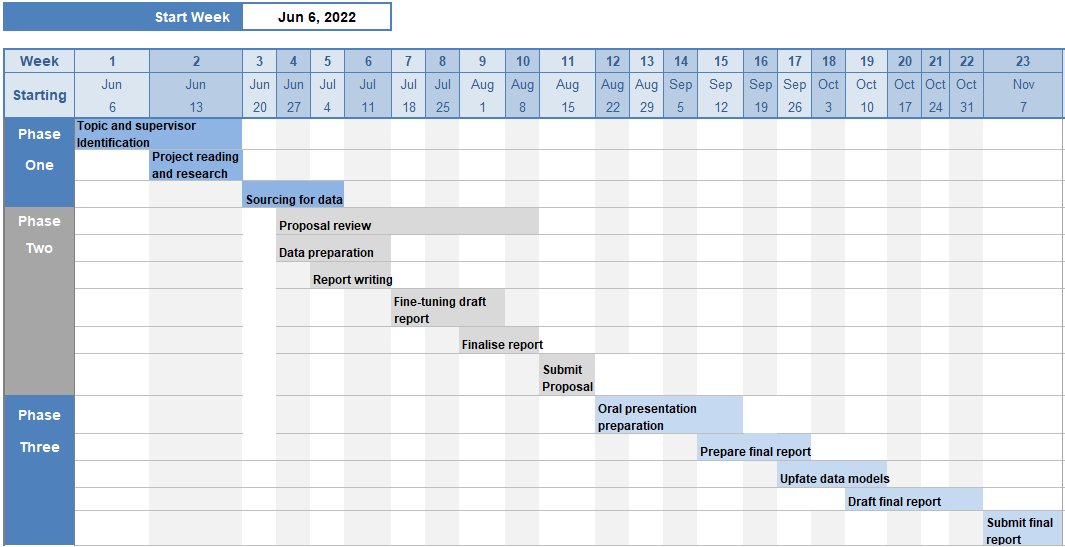 Start Week Jun 6, 2022
Week 1 2 3 4 5 6 7 8 9 10 11 12 13 14 15 16 17 18 19 20 21 22 23
Jun Jun Jun Jun Jul Jul Jul Jul Aug Aug Aug Aug Aug Sep Sep Sep Sep Oct Oct Oct Oct Oct Nov
Starting
6 13 20 27 4 11 18 25 1 8 15 22 29 5 12 19 26 3 10 17 24 31 7
Phase
One
Topic and supervisor
Identification
Project reading
and research
Sourcing for data
Phase
Two
Proposal review
Data preparation
Report writing
Fine-tuning draft
report
Finalise report
Submit
Proposal
Phase
Three
Oral presentation
preparation
Prepare final report
Upfate data models
Draft final report
Submit final
report